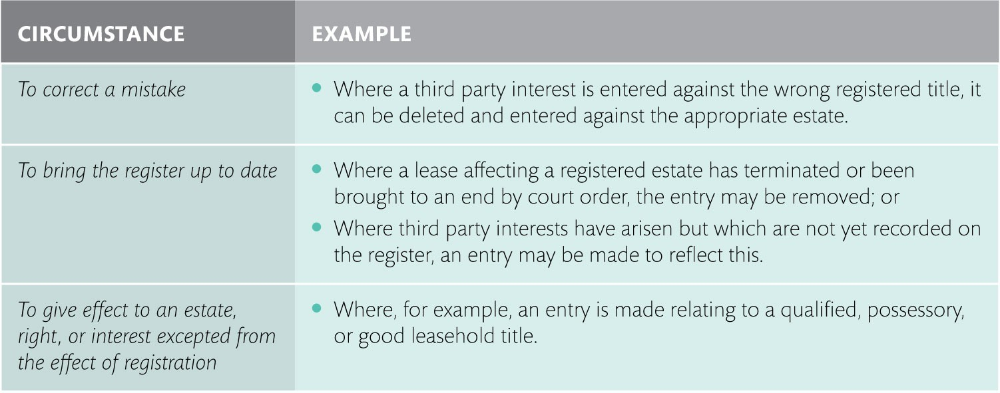 CIRCUMSTANCE
EXAMPLE
To correct a mistake
• Where a third party interest is entered against the wrong registered title, it
can be deleted and entered against the appropriate estate.
To bring the register up to date
• Where a lease affecting a registered estate has terminated or been
brought to an end by court order, the entry may be removed; or
• Where third party interests have arisen but which are not yet recorded on
the register, an entry may be made to reflect this.
To give effect to an estate,
right, or interest excepted from
the effect of registration
• Where, for example, an entry is made relating to a qualified, possessory,
or good leasehold title.